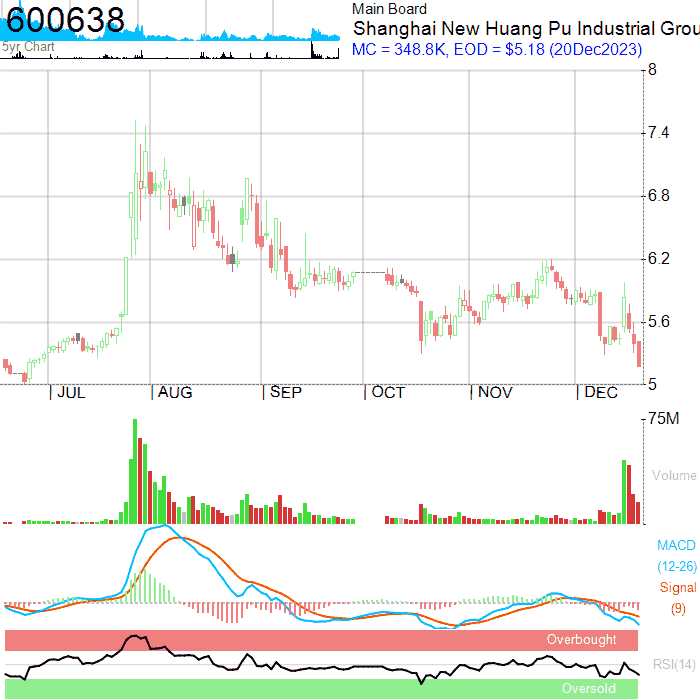 600638
5yr Chart
Main Board
Shanghai New Huang Pu Industrial Grou
MC = 348.8K, EOD = $5.18 (20Dec2023)
8
7.4
6.8
6.2
5.6
5
JUL AUG SEP OCT NOV DEC
75M
Volume
MACD
(12-26)
Signal
(9)
Overbought
RSI(14)
Oversold